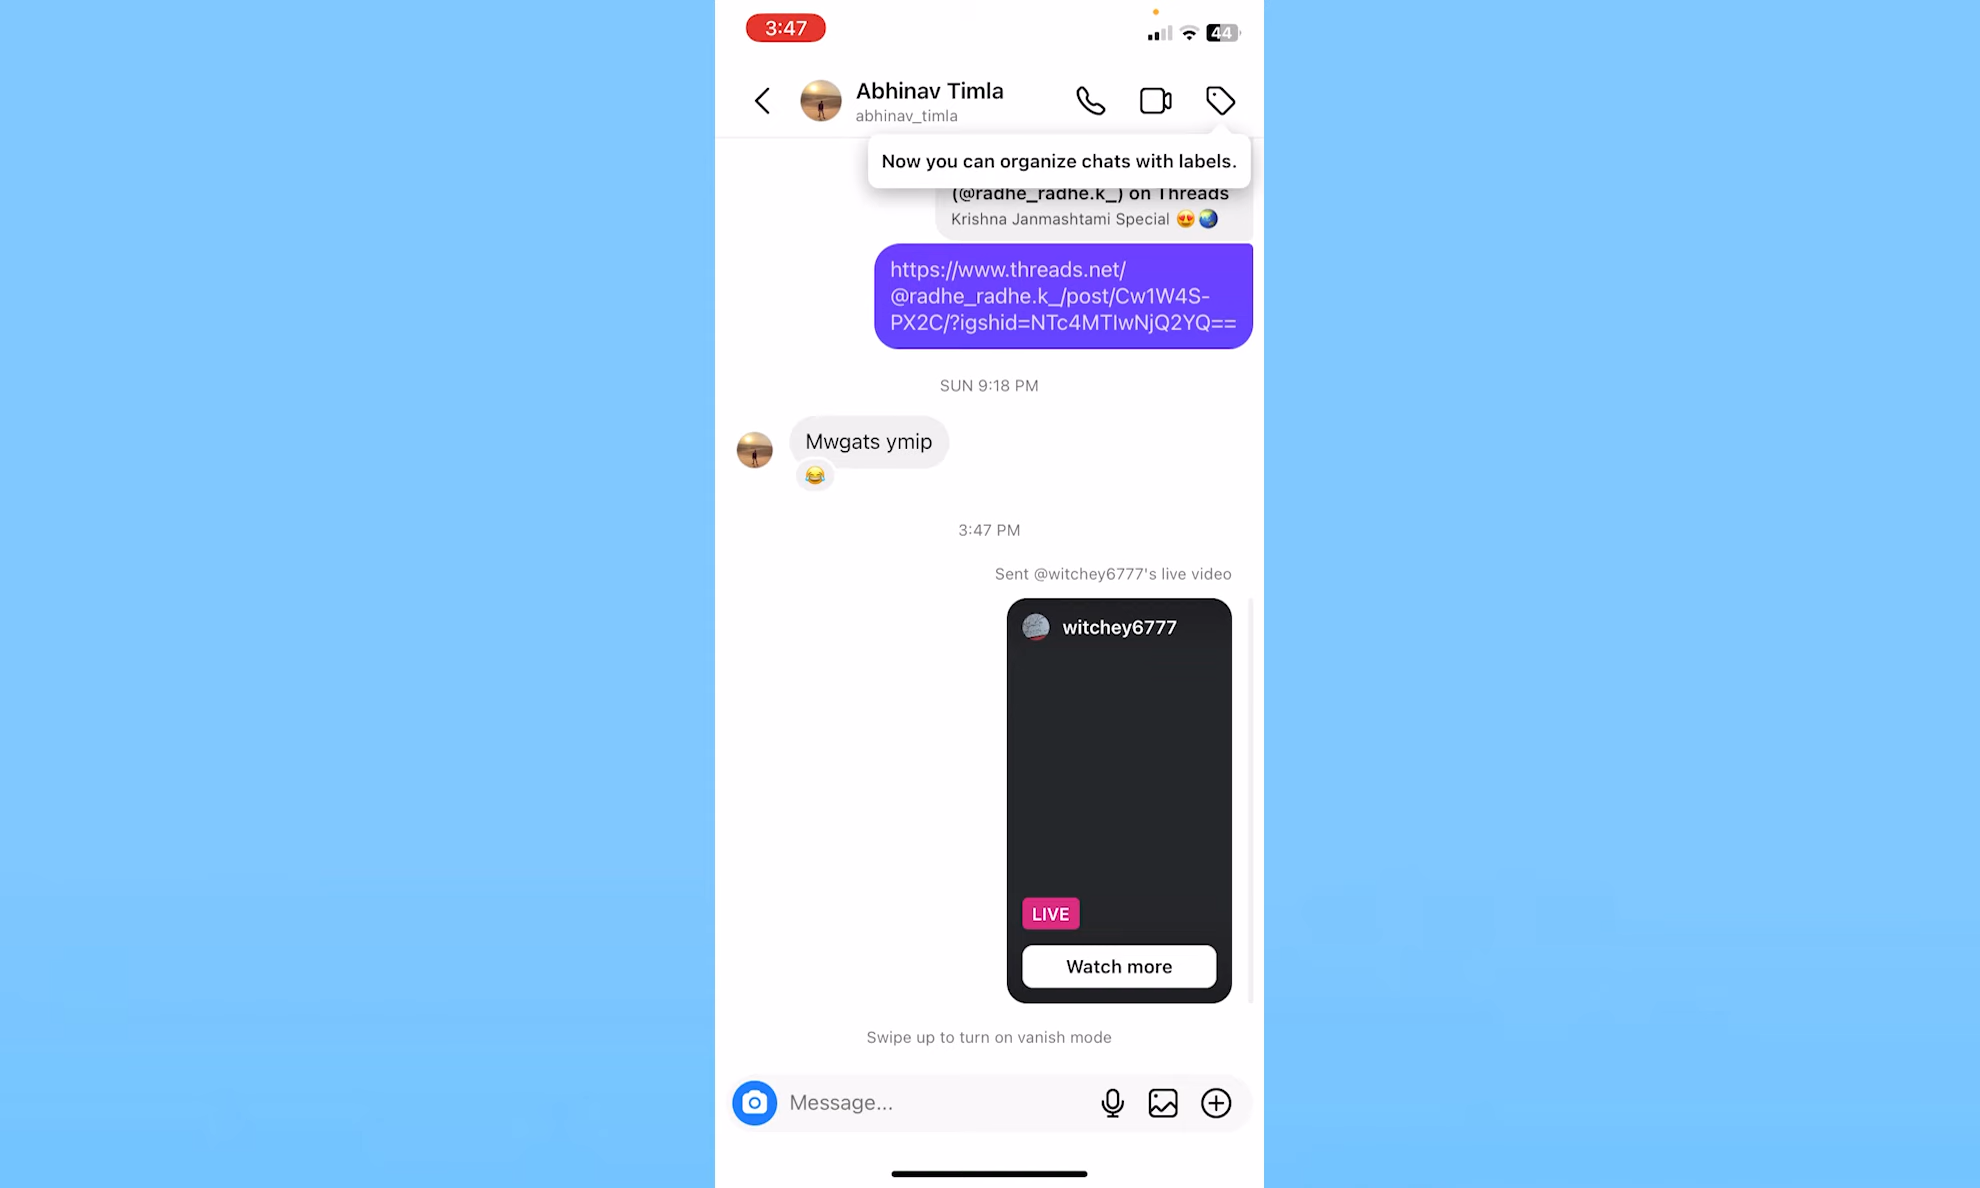 3:47
44
Abhinav Timla
abhinav_timla
Now you can organize chats with labels.
(@radhe_radhe.k_) on Threads
Krishna Janmashtami Special 😍🌏
https://www.threads.net/
@radhe_radhe.k_/post/Cw1W4S-
PX2C/?igshid=NTc4MTIwNjQ2YQ==
SUN 9:18 PM
Mwgats ymip
😂
3:47 PM
Sent @witchey6777's live video
witchey6777
LIVE
Watch more
Swipe up to turn on vanish mode
Message...